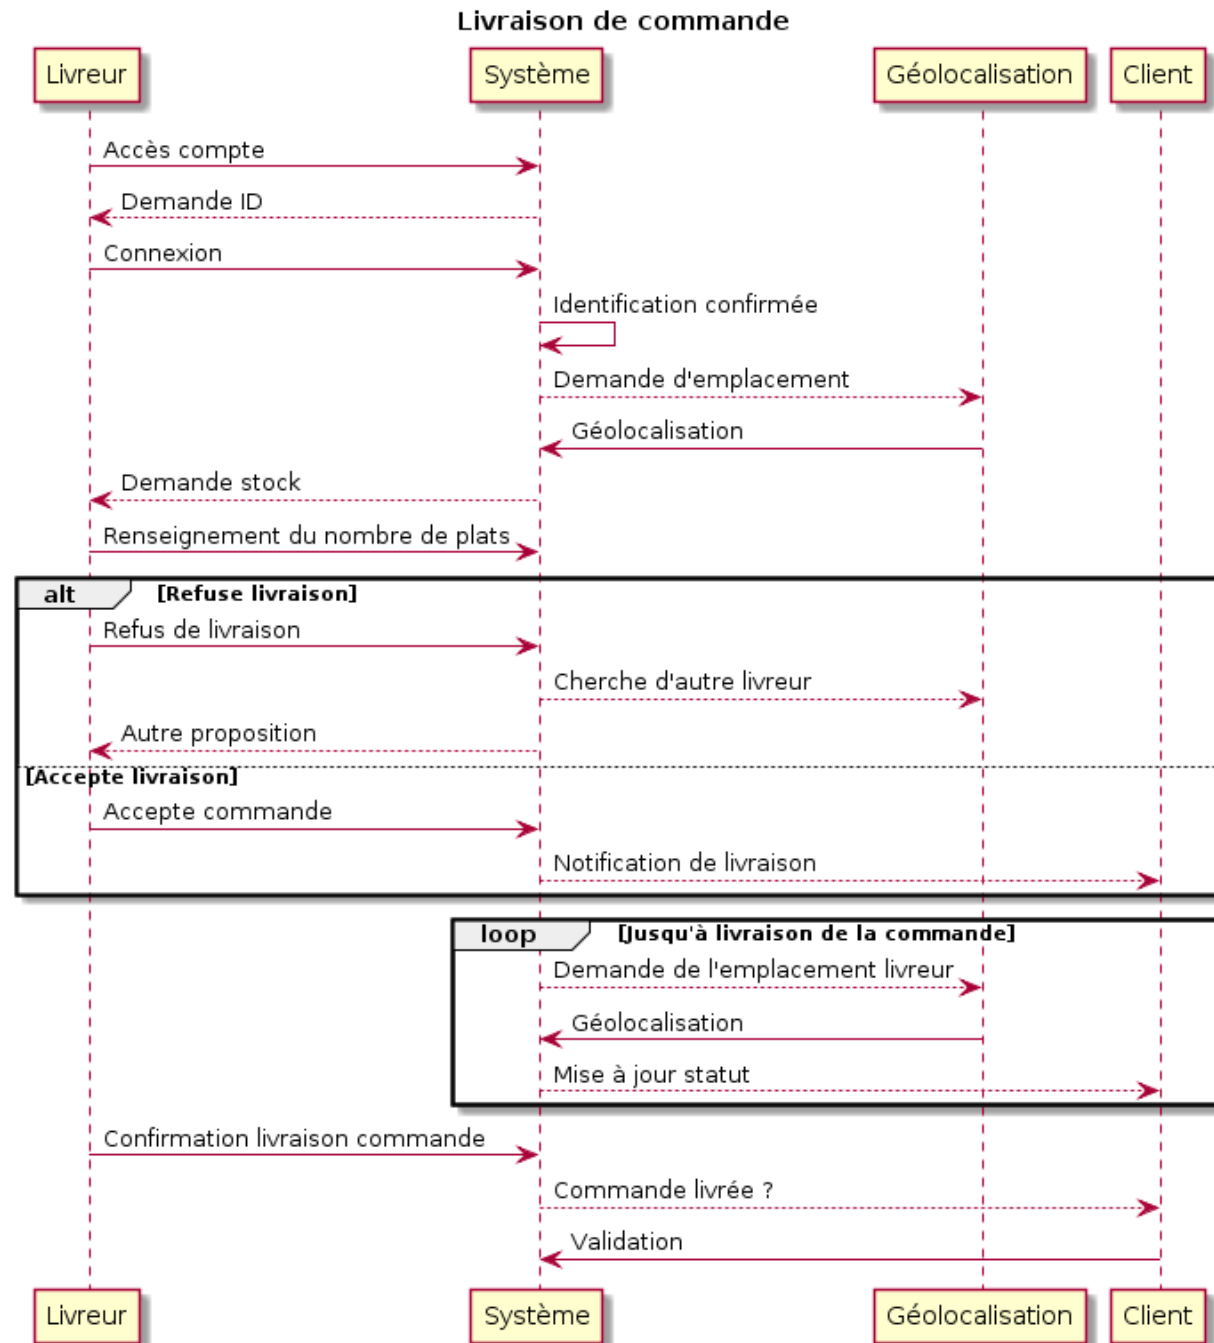 Livraison de commande
Livreur
Système
Géolocalisation
Client
Accès compte
Demande ID
Connexion
Identification confirmée
Demande d'emplacement
Géolocalisation
Demande stock
Renseignement du nombre de plats
alt [Refuse livraison]
Refus de livraison
Cherche d'autre livreur
Autre proposition
[Accepte livraison]
Accepte commande
Notification de livraison
loop [Jusqu'à livraison de la commande]
Demande de l'emplacement livreur
Géolocalisation
Mise à jour statut
Confirmation livraison commande
Commande livrée ?
Validation
Livreur
Système
Géolocalisation
Client